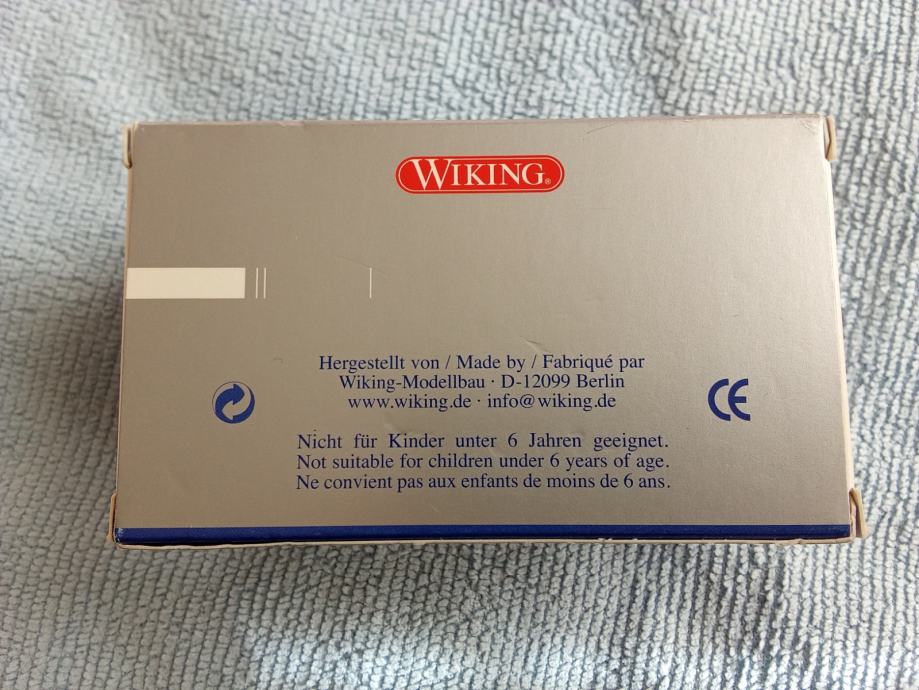 WIKING®
Hergestellt von / Made by / Fabriqué par
Wiking-Modellbau · D-12099 Berlin
www.wiking.de · info@wiking.de
CE
Nicht für Kinder unter 6 Jahren geeignet.
Not suitable for children under 6 years of age.
Ne convient pas aux enfants de moins de 6 ans.